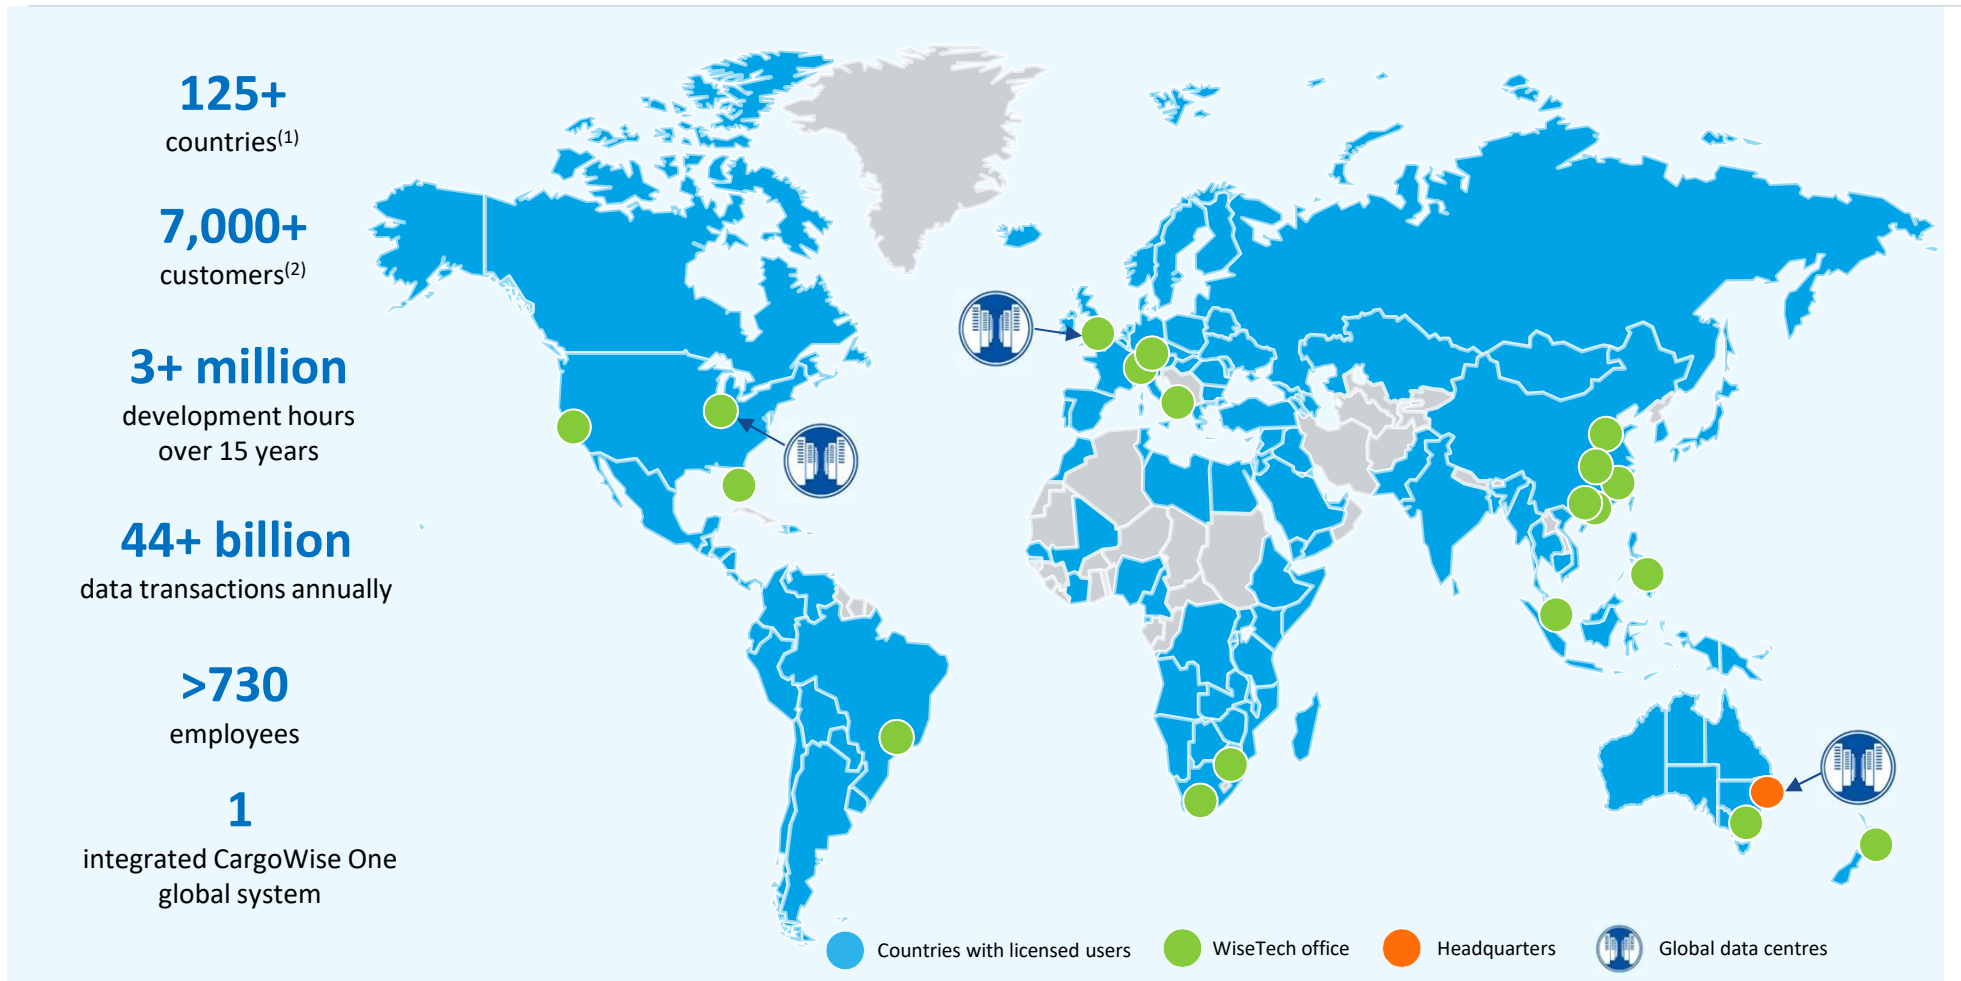 125+
countries(1)
7,000+
customers(2)
3+ million
development hours
over 15 years
44+ billion
data transactions annually
>730
employees
1
integrated CargoWise One
global system
Countries with licensed users
WiseTech office
Headquarters
Global data centres